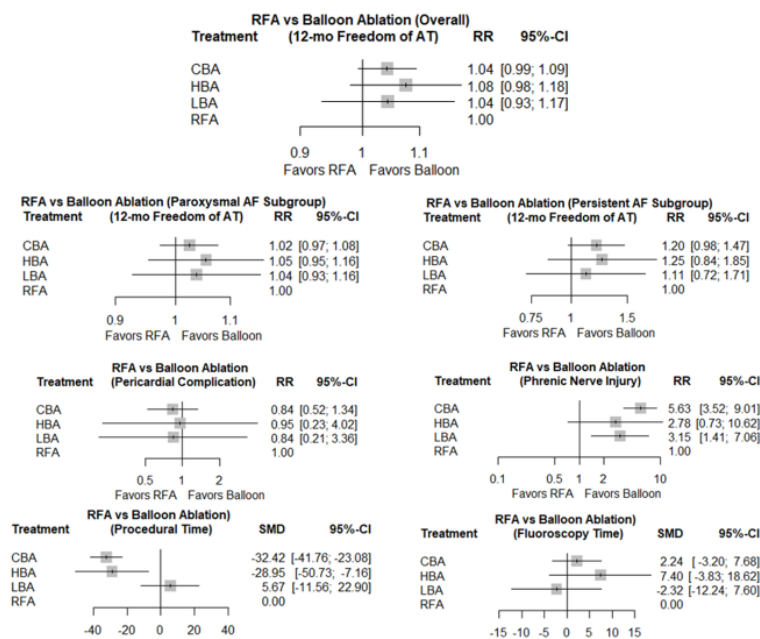 RFA vs Balloon Ablation (Overall)
Treatment (12-mo Freedom of AT) RR 95%-CI
CBA 1.04 [0.99; 1.09]
HBA 1.08 [0.98; 1.18]
LBA 1.04 [0.93; 1.17]
RFA 1.00
0.9 1 1.1
Favors RFA Favors Balloon
RFA vs Balloon Ablation (Paroxysmal AF Subgroup)
Treatment (12-mo Freedom of AT) RR 95%-CI
CBA 1.02 [0.97; 1.08]
HBA 1.05 [0.95; 1.16]
LBA 1.04 [0.93; 1.16]
RFA 1.00
0.9 1 1.1
Favors RFA Favors Balloon
RFA vs Balloon Ablation (Persistent AF Subgroup)
Treatment (12-mo Freedom of AT) RR 95%-CI
CBA 1.20 [0.98; 1.47]
HBA 1.25 [0.84; 1.85]
LBA 1.11 [0.72; 1.71]
RFA 1.00
0.75 1 1.5
Favors RFA Favors Balloon
RFA vs Balloon Ablation
Treatment (Pericardial Complication) RR 95%-CI
CBA 0.84 [0.52; 1.34]
HBA 0.95 [0.23; 4.02]
LBA 0.84 [0.21; 3.36]
RFA 1.00
0.5 1 2
Favors RFA Favors Balloon
RFA vs Balloon Ablation
Treatment (Phrenic Nerve Injury) RR 95%-CI
CBA 5.63 [3.52; 9.01]
HBA 2.78 [0.73; 10.62]
LBA 3.15 [1.41; 7.06]
RFA 1.00
0.1 0.5 1 2 10
Favors RFA Favors Balloon
RFA vs Balloon Ablation)
Treatment (Procedural Time) SMD 95%-CI
CBA -32.42 [-41.76; -23.08]
HBA -28.95 [-50.73; -7.16]
LBA 5.67 [-11.56; 22.90]
RFA 0.00
-40 -20 0 20 40
RFA vs Balloon Ablation)
Treatment (Fluoroscopy Time) SMD 95%-CI
CBA 2.24 [-3.20; 7.68]
HBA 7.40 [-3.83; 18.62]
LBA -2.32 [-12.24; 7.60]
RFA 0.00
-15 -10 -5 0 5 10 15